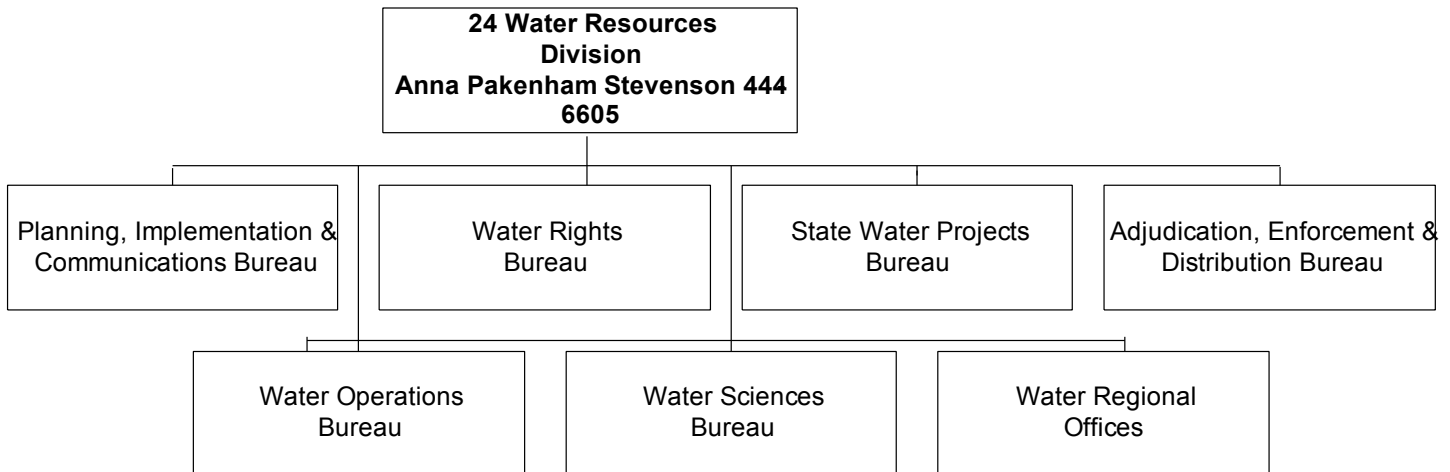 24 Water Resources
Division
Anna Pakenham Stevenson 444
6605
Planning, Implementation &
Communications Bureau
Water Rights
Bureau
State Water Projects
Bureau
Adjudication, Enforcement &
Distribution Bureau
Water Operations
Bureau
Water Sciences
Bureau
Water Regional
Offices